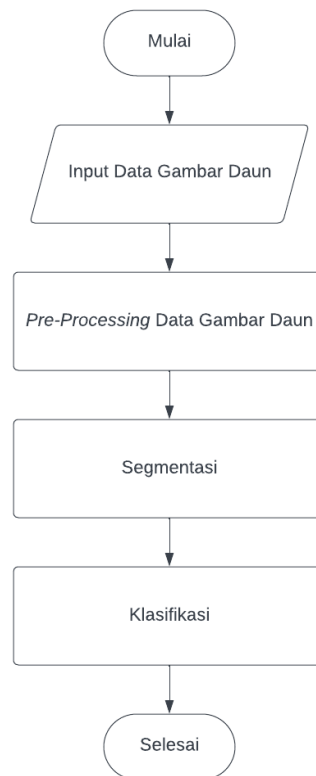 Mulai
Input Data Gambar Daun
Pre-Processing Data Gambar Daun
Segmentasi
Klasifikasi
Selesai